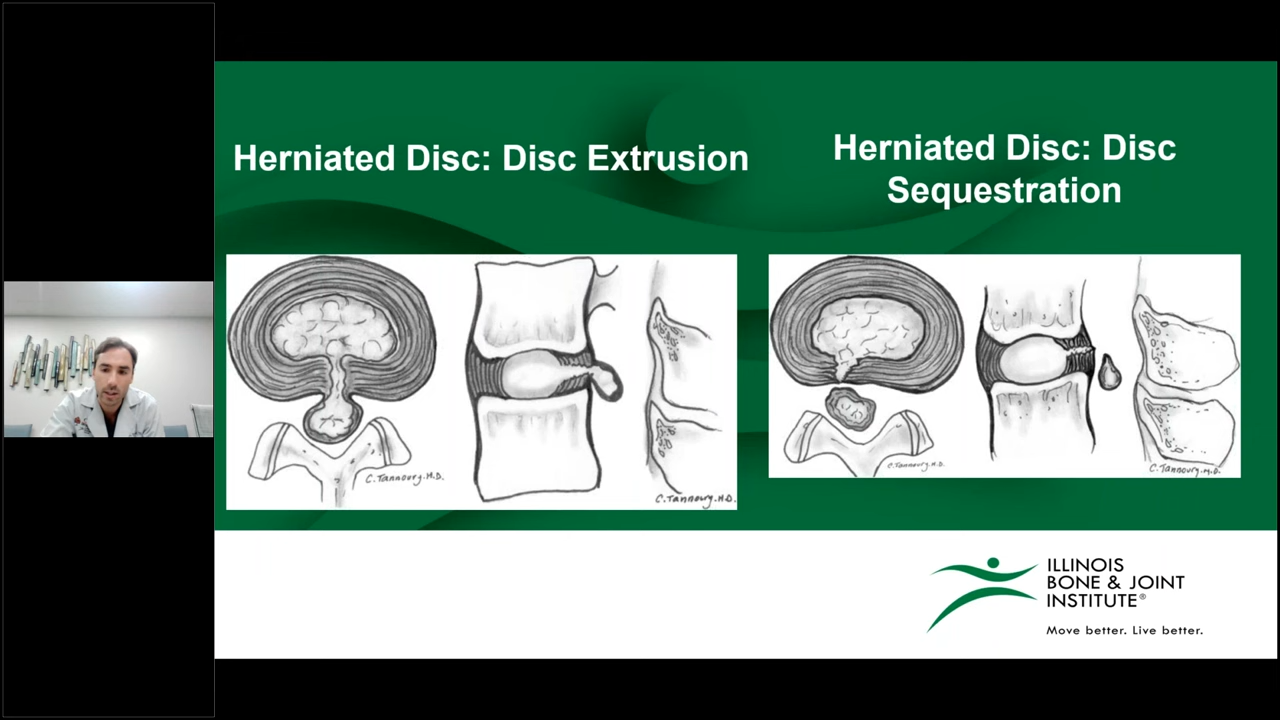 Herniated Disc: Disc Extrusion
Herniated Disc: Disc
Sequestration
C. Tannoury. M.D.
C. Tannoury. M.D.
C. Tannoury. M.D.
C. Tannoury. M.D.
ILLINOIS
BONE & JOINT
INSTITUTE®
Move better. Live better.